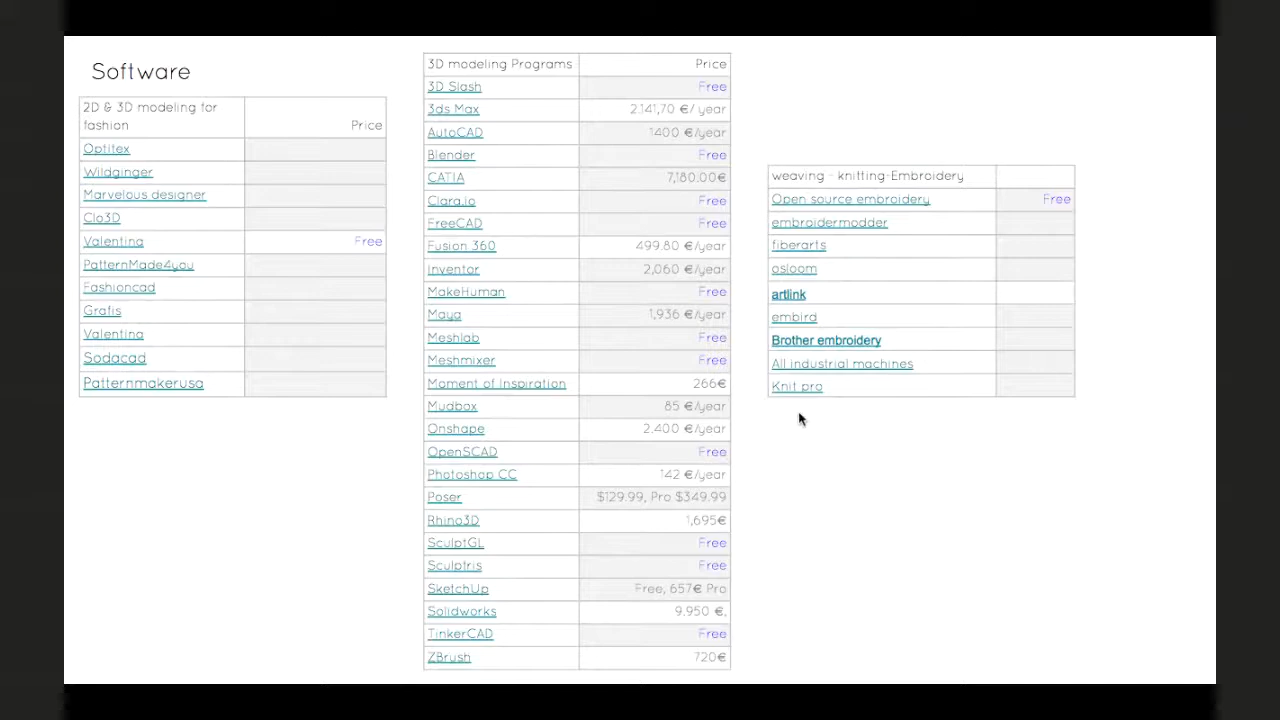 Software
2D & 3D modeling for
fashion Price
Optitex
Wildginger
Marvelous designer
Clo3D
Valentina Free
PatternMade4you
Fashioncad
Grafis
Valentina
Sodacad
Patternmakerusa
3D modeling Programs Price
3D Slash Free
3ds Max 2.141,70 €/ year
AutoCAD 1400 €/year
Blender Free
CATIA 7,180.00€
Clara.io Free
FreeCAD Free
Fusion 360 499.80 €/year
Inventor 2,060 €/year
MakeHuman Free
Maya 1,936 €/year
Meshlab Free
Meshmixer Free
Moment of Inspiration 266€
Mudbox 85 €/year
Onshape 2,400 €/year
OpenSCAD Free
Photoshop CC 142 €/year
Poser $129.99, Pro $349.99
Rhino3D 1,695€
SculptGL Free
Sculptris Free
SketchUp Free, 657€ Pro
Solidworks 9.950 €,
TinkerCAD Free
ZBrush 720€
weaving - knitting-Embroidery
Open source embroidery Free
embroidermodder
fiberarts
osloom
artlink
embird
Brother embroidery
All industrial machines
Knit pro